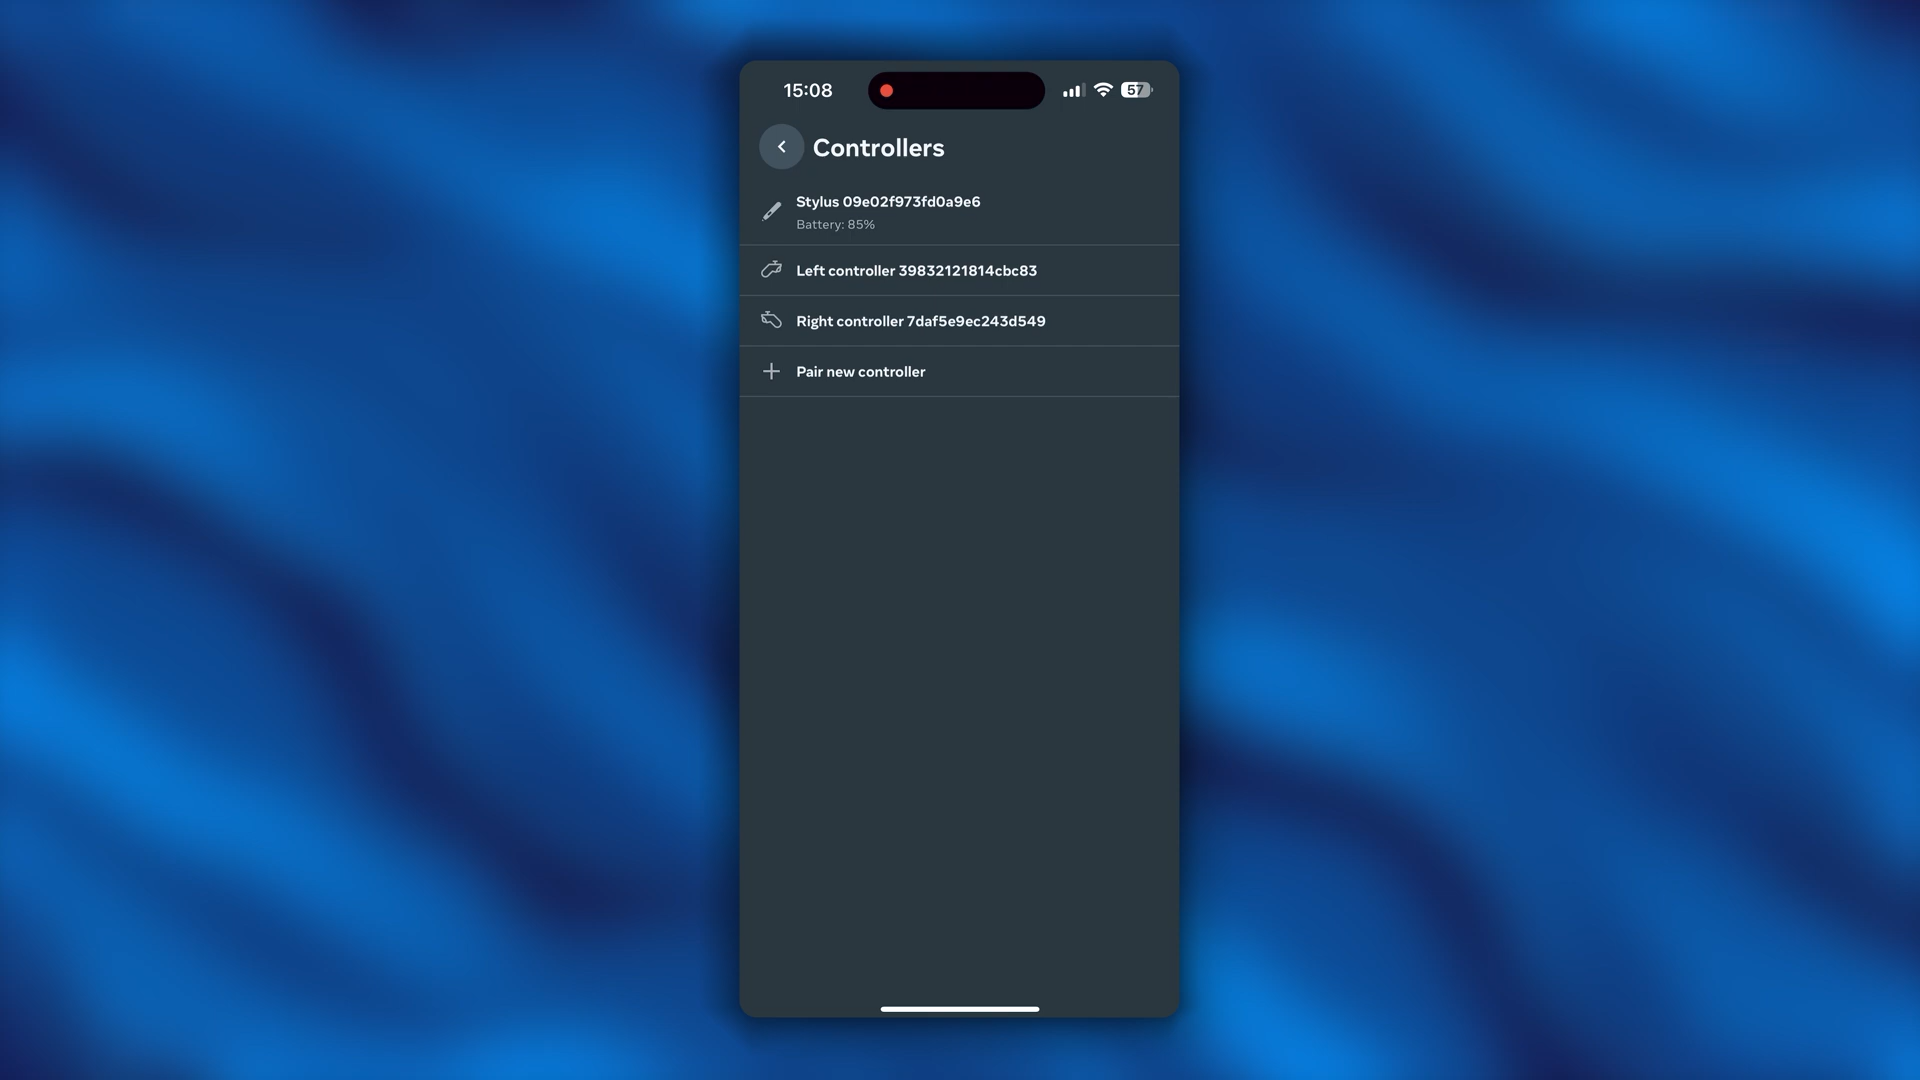 15:08
57
Controllers
Stylus 09e02f973fd0a9e6
Battery: 85%
Left controller 39832121814cbc83
Right controller 7daf5e9ec243d549
Pair new controller